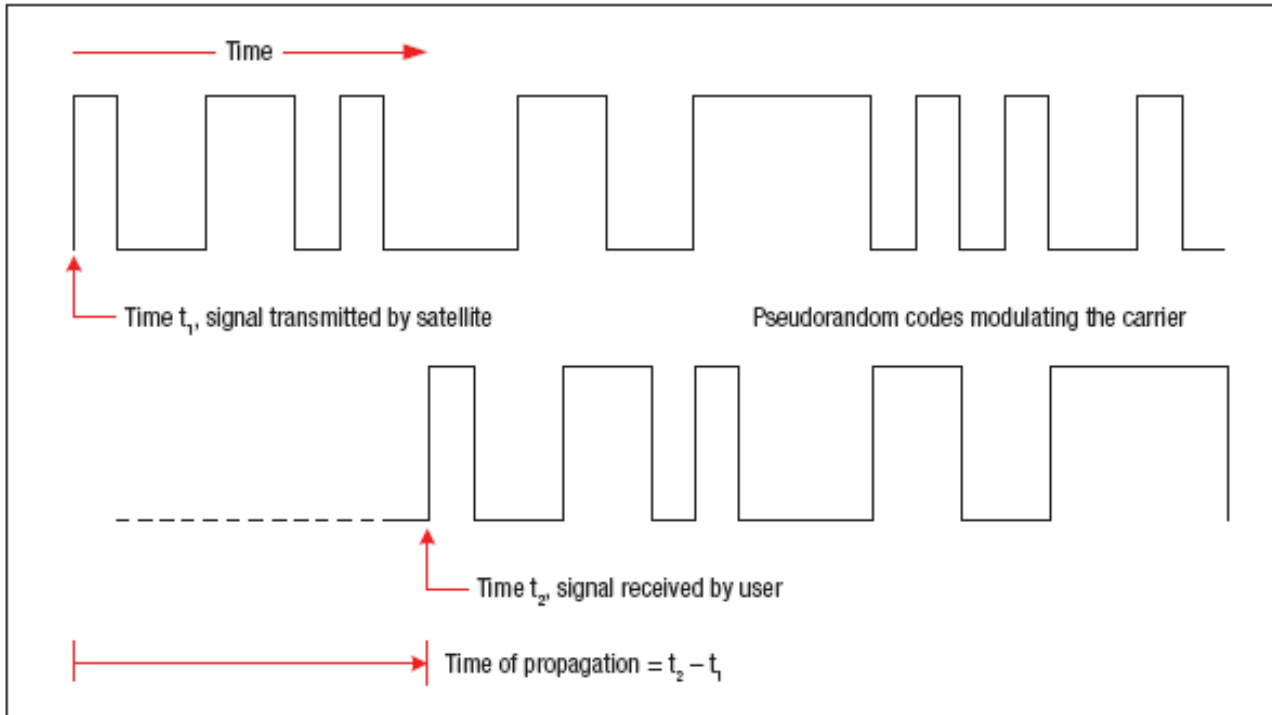 Time
Time t₁, signal transmitted by satellite
Pseudorandom codes modulating the carrier
Time t₂, signal received by user
Time of propagation = t₂ – t₁